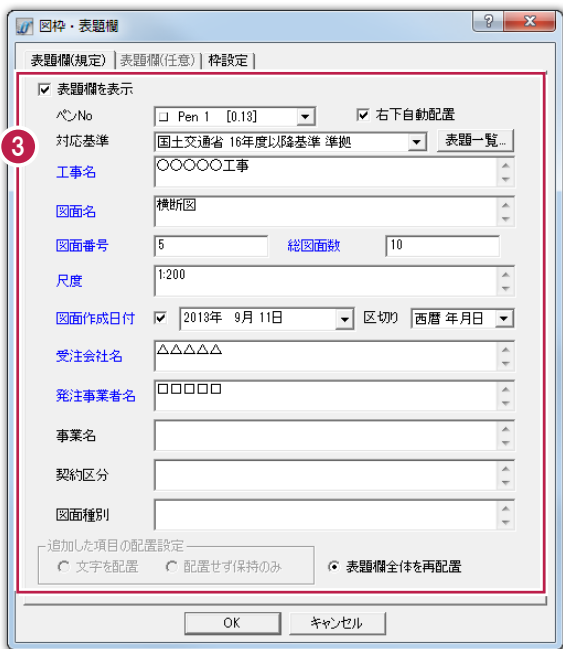 図枠・表題欄
表題欄(規定) 表題欄(任意) 枠設定
表題欄を表示
ペンNo Pen 1 [0.13] 右下自動配置
3
対応基準 国土交通省 16年度以降基準 準拠 表題一覧...
工事名 〇〇〇〇〇工事
図面名 横断図
図面番号 5 総図面数 10
尺度 1:200
図面作成日付 2013年 9月 11日 区切り 西暦 年月日
受注会社名 △△△△△
発注事業者名 □□□□□
事業名
契約区分
図面種別
追加した項目の配置設定
文字を配置 配置せず保持のみ 表題欄全体を再配置
OK キャンセル